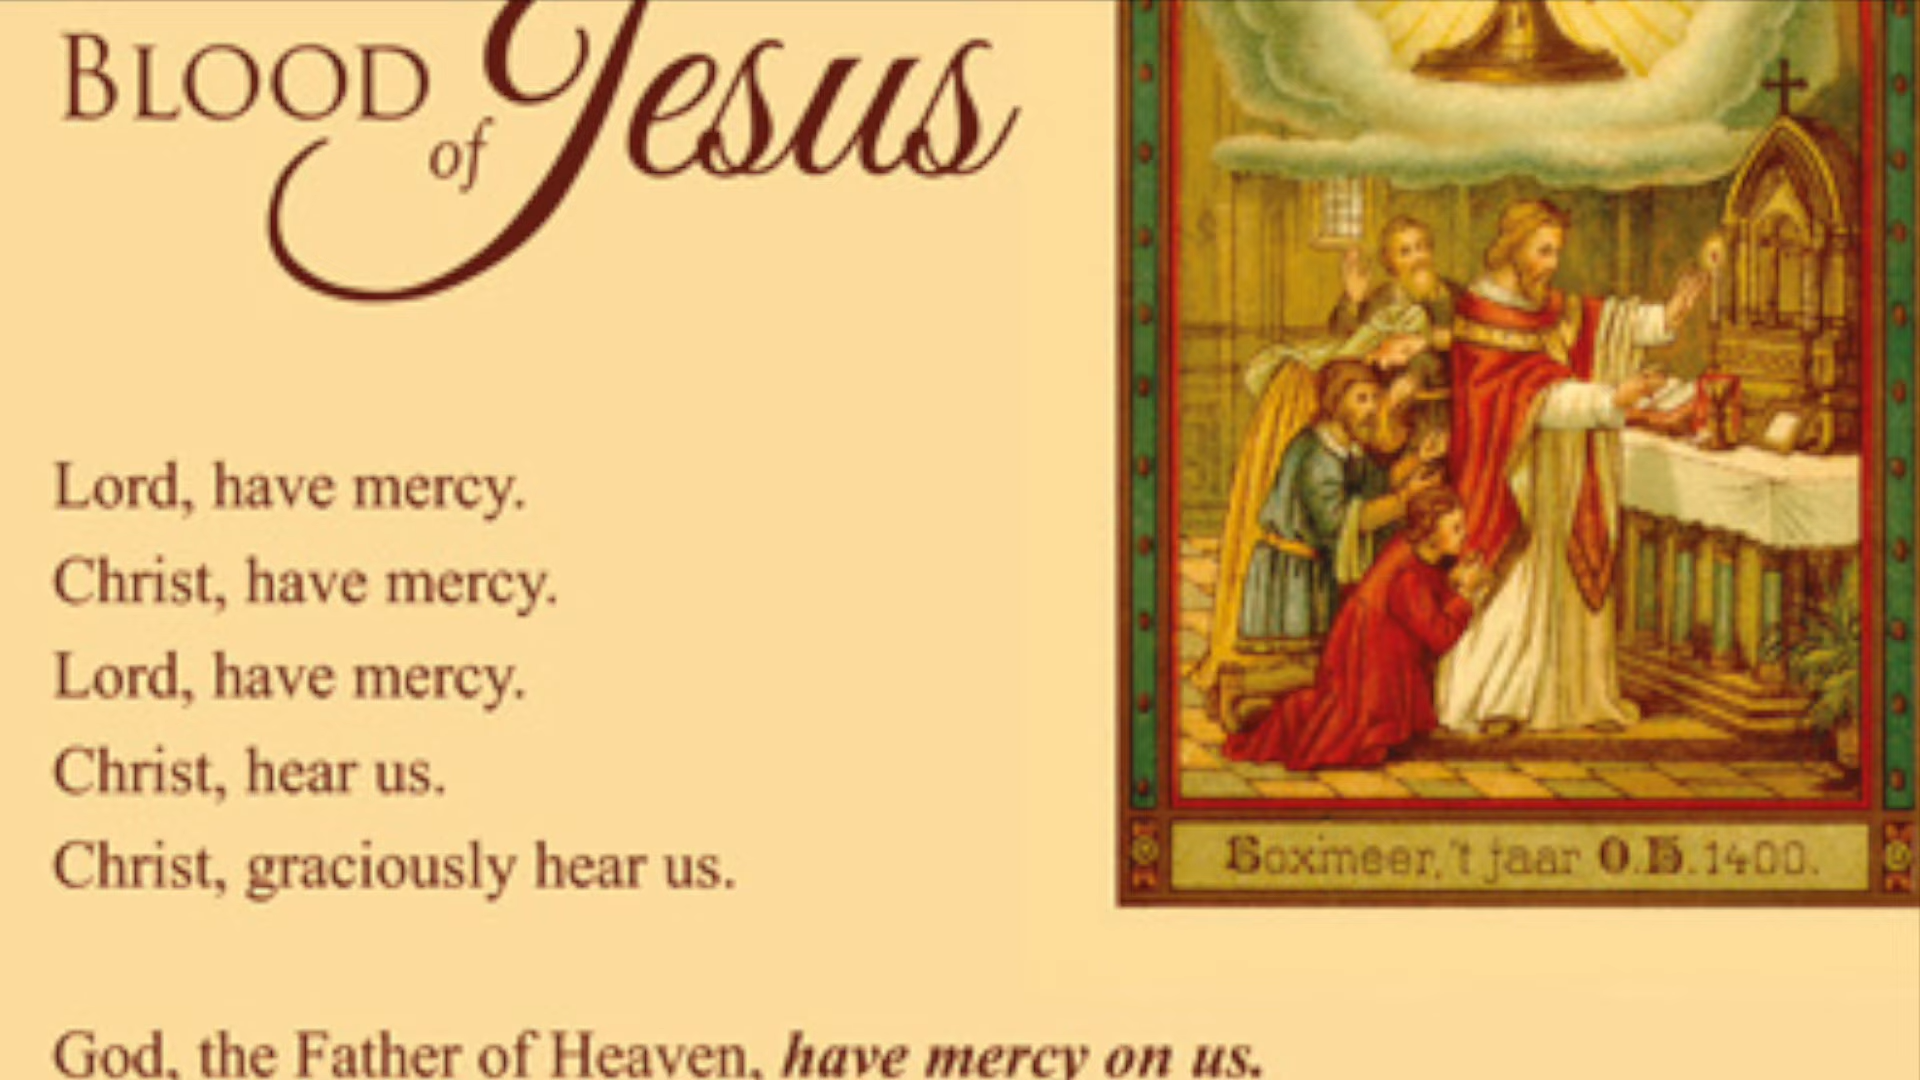 BLOOD of Jesus
Lord, have mercy.
Christ, have mercy.
Lord, have mercy.
Christ, hear us.
Christ, graciously hear us.
God, the Father of Heaven, have mercy on us.
Boxmeer, 't jaar O.H. 1400.